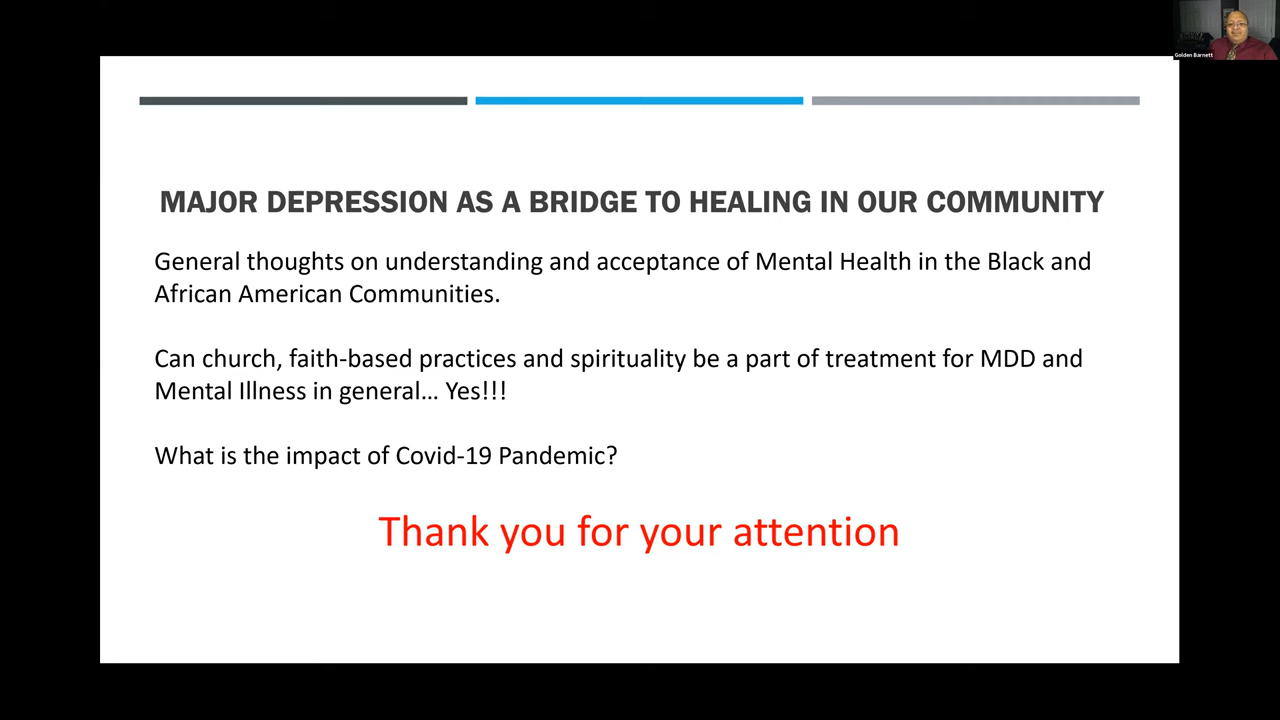 Golden Barnett
MAJOR DEPRESSION AS A BRIDGE TO HEALING IN OUR COMMUNITY
General thoughts on understanding and acceptance of Mental Health in the Black and
African American Communities.
Can church, faith-based practices and spirituality be a part of treatment for MDD and
Mental Illness in general... Yes!!!
What is the impact of Covid-19 Pandemic?
Thank you for your attention